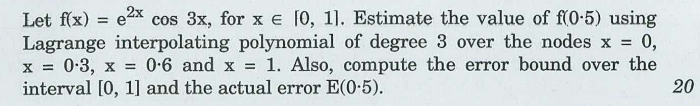 Let f(x) = e^{2x} cos 3x, for x ∈ [0, 1]. Estimate the value of f(0·5) using
Lagrange interpolating polynomial of degree 3 over the nodes x = 0,
x = 0·3, x = 0·6 and x = 1. Also, compute the error bound over the
interval [0, 1] and the actual error E(0·5). 20